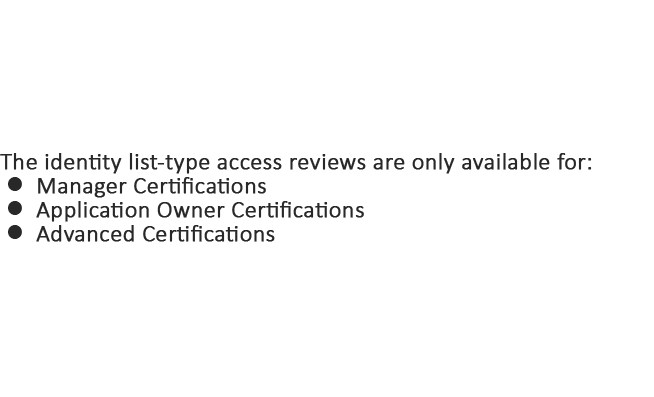 The identity list-type access reviews are only available for:
● Manager Certifications
● Application Owner Certifications
● Advanced Certifications